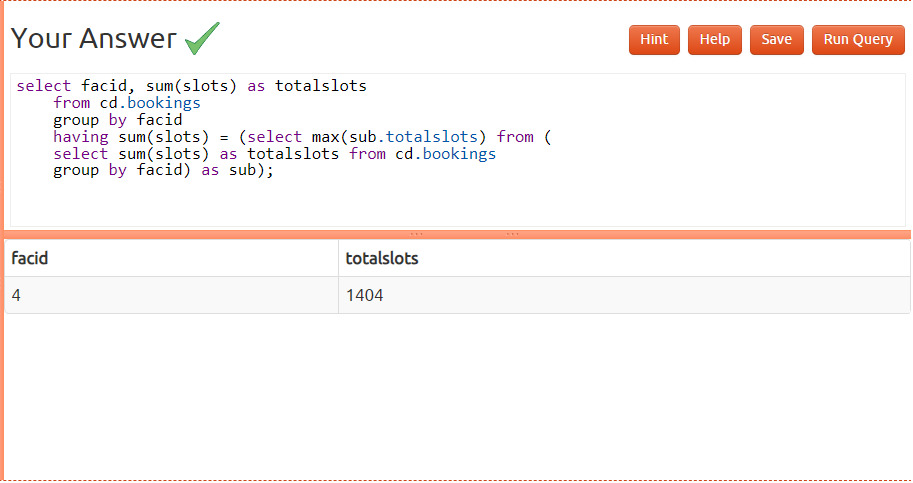 Your Answer
Hint Help Save Run Query
select facid, sum(slots) as totalslots
from cd.bookings
group by facid
having sum(slots) = (select max(sub.totalslots) from (
select sum(slots) as totalslots from cd.bookings
group by facid) as sub);
facid totalslots
4 1404